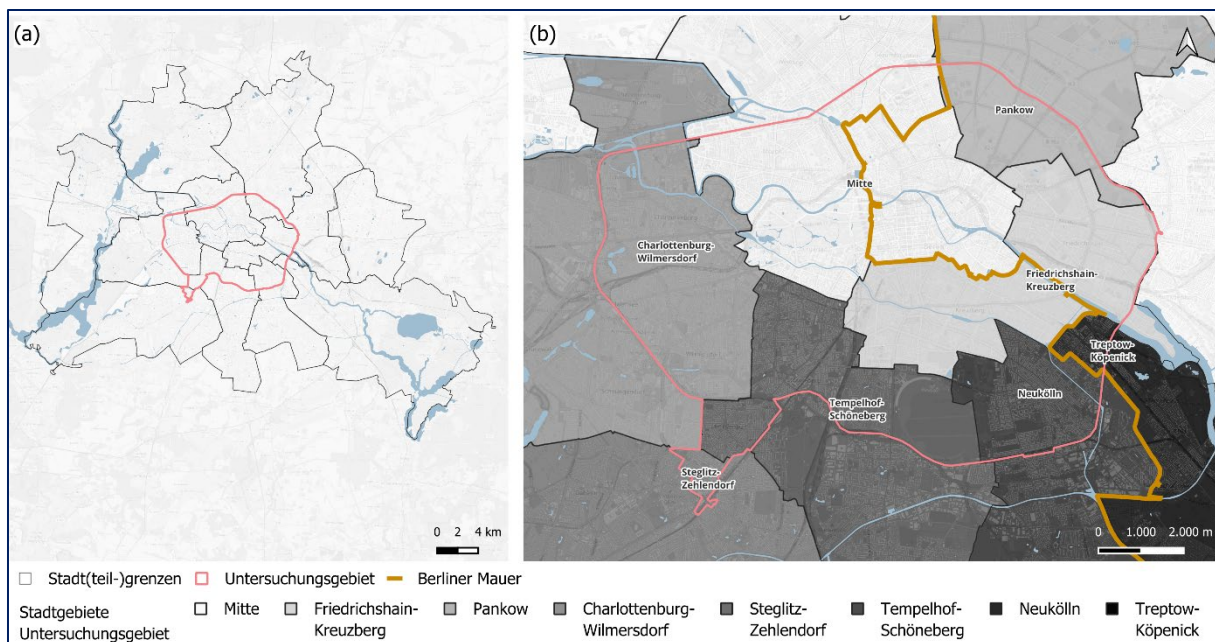 (a)
(b)
Pankow
Mitte
Charlottenburg-
Wilmersdorf
Friedrichshain-
Kreuzberg
Treptow-
Köpenick
Neukölln
Tempelhof-
Schöneberg
Steglitz-
Zehlendorf
0 2 4 km
0 1.000 2.000 m
Stadt(teil-)grenzen Untersuchungsgebiet Berliner Mauer
Stadtgebiete
Untersuchungsgebiet
Mitte
Friedrichshain-
Kreuzberg
Pankow
Charlottenburg-
Wilmersdorf
Steglitz-
Zehlendorf
Tempelhof-
Schöneberg
Neukölln
Treptow-
Köpenick